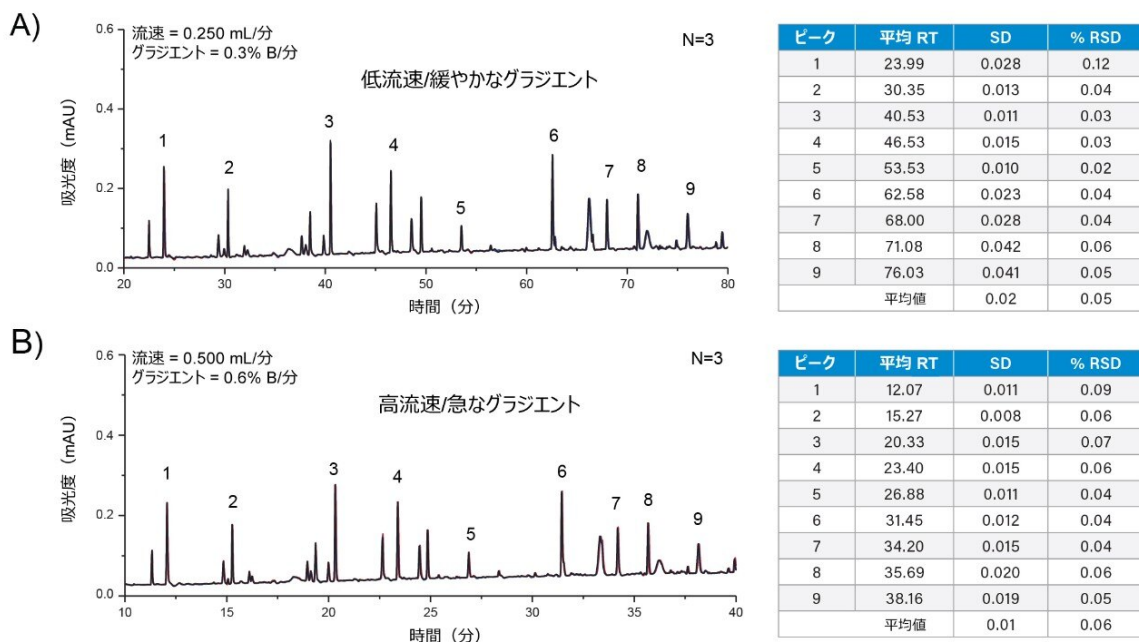 A)
流速 = 0.250 mL/分
グラジエント = 0.3% B/分
N=3
低流速/緩やかなグラジエント
吸光度（mAU）
0.6
0.4
0.2
0.0
1
2
3
4
5
6
7
8
9
20 30 40 50 60 70 80
時間（分）
ピーク 平均 RT SD % RSD
1 23.99 0.028 0.12
2 30.35 0.013 0.04
3 40.53 0.011 0.03
4 46.53 0.015 0.03
5 53.53 0.010 0.02
6 62.58 0.023 0.04
7 68.00 0.028 0.04
8 71.08 0.042 0.06
9 76.03 0.041 0.05
平均値 0.02 0.05
B)
流速 = 0.500 mL/分
グラジエント = 0.6% B/分
N=3
高流速/急なグラジエント
吸光度（mAU）
0.6
0.4
0.2
0.0
1
2
3
4
5
6
7
8
9
10 15 20 25 30 35 40
時間（分）
ピーク 平均 RT SD % RSD
1 12.07 0.011 0.09
2 15.27 0.008 0.06
3 20.33 0.015 0.07
4 23.40 0.015 0.06
5 26.88 0.011 0.04
6 31.45 0.012 0.04
7 34.20 0.015 0.04
8 35.69 0.020 0.06
9 38.16 0.019 0.05
平均値 0.01 0.06